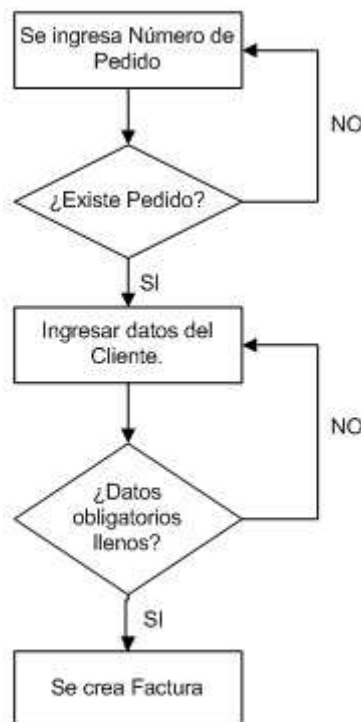 Se ingresa Número de
Pedido
NO
¿Existe Pedido?
SI
Ingresar datos del
Cliente.
NO
¿Datos
obligatorios
llenos?
SI
Se crea Factura